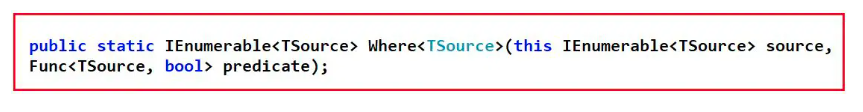 public static IEnumerable<TSource> Where<TSource>(this IEnumerable<TSource> source,
Func<TSource, bool> predicate);